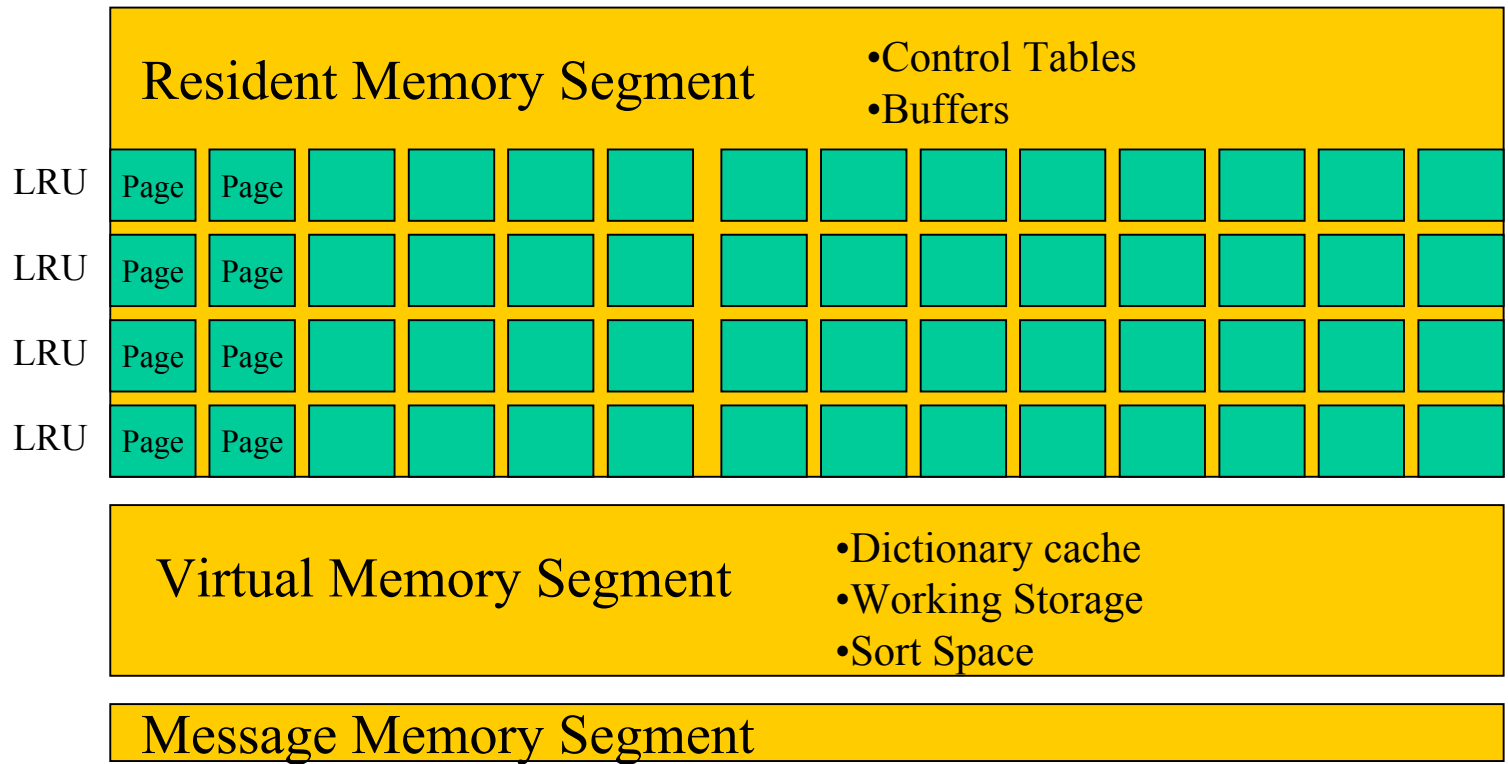 Resident Memory Segment
•Control Tables
•Buffers
LRU Page Page
LRU Page Page
LRU Page Page
LRU Page Page
Virtual Memory Segment
•Dictionary cache
•Working Storage
•Sort Space
Message Memory Segment